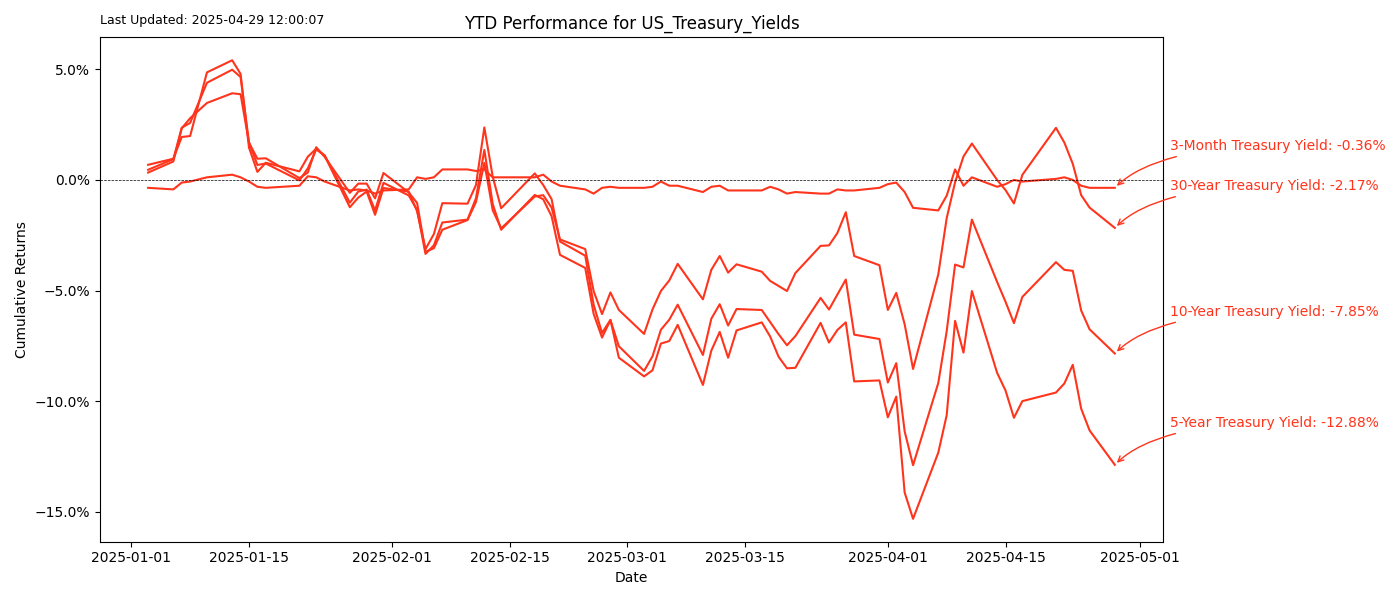 Last Updated: 2025-04-29 12:00:07
YTD Performance for US_Treasury_Yields
Cumulative Returns
5.0%
0.0%
−5.0%
−10.0%
−15.0%
3-Month Treasury Yield: -0.36%
30-Year Treasury Yield: -2.17%
10-Year Treasury Yield: -7.85%
5-Year Treasury Yield: -12.88%
2025-01-01 2025-01-15 2025-02-01 2025-02-15 2025-03-01 2025-03-15 2025-04-01 2025-04-15 2025-05-01
Date